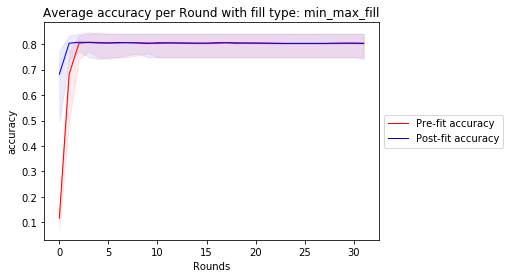 Average accuracy per Round with fill type: min_max_fill
accuracy
0.8
0.7
0.6
0.5
0.4
0.3
0.2
0.1
0 5 10 15 20 25 30
Rounds
Pre-fit accuracy
Post-fit accuracy